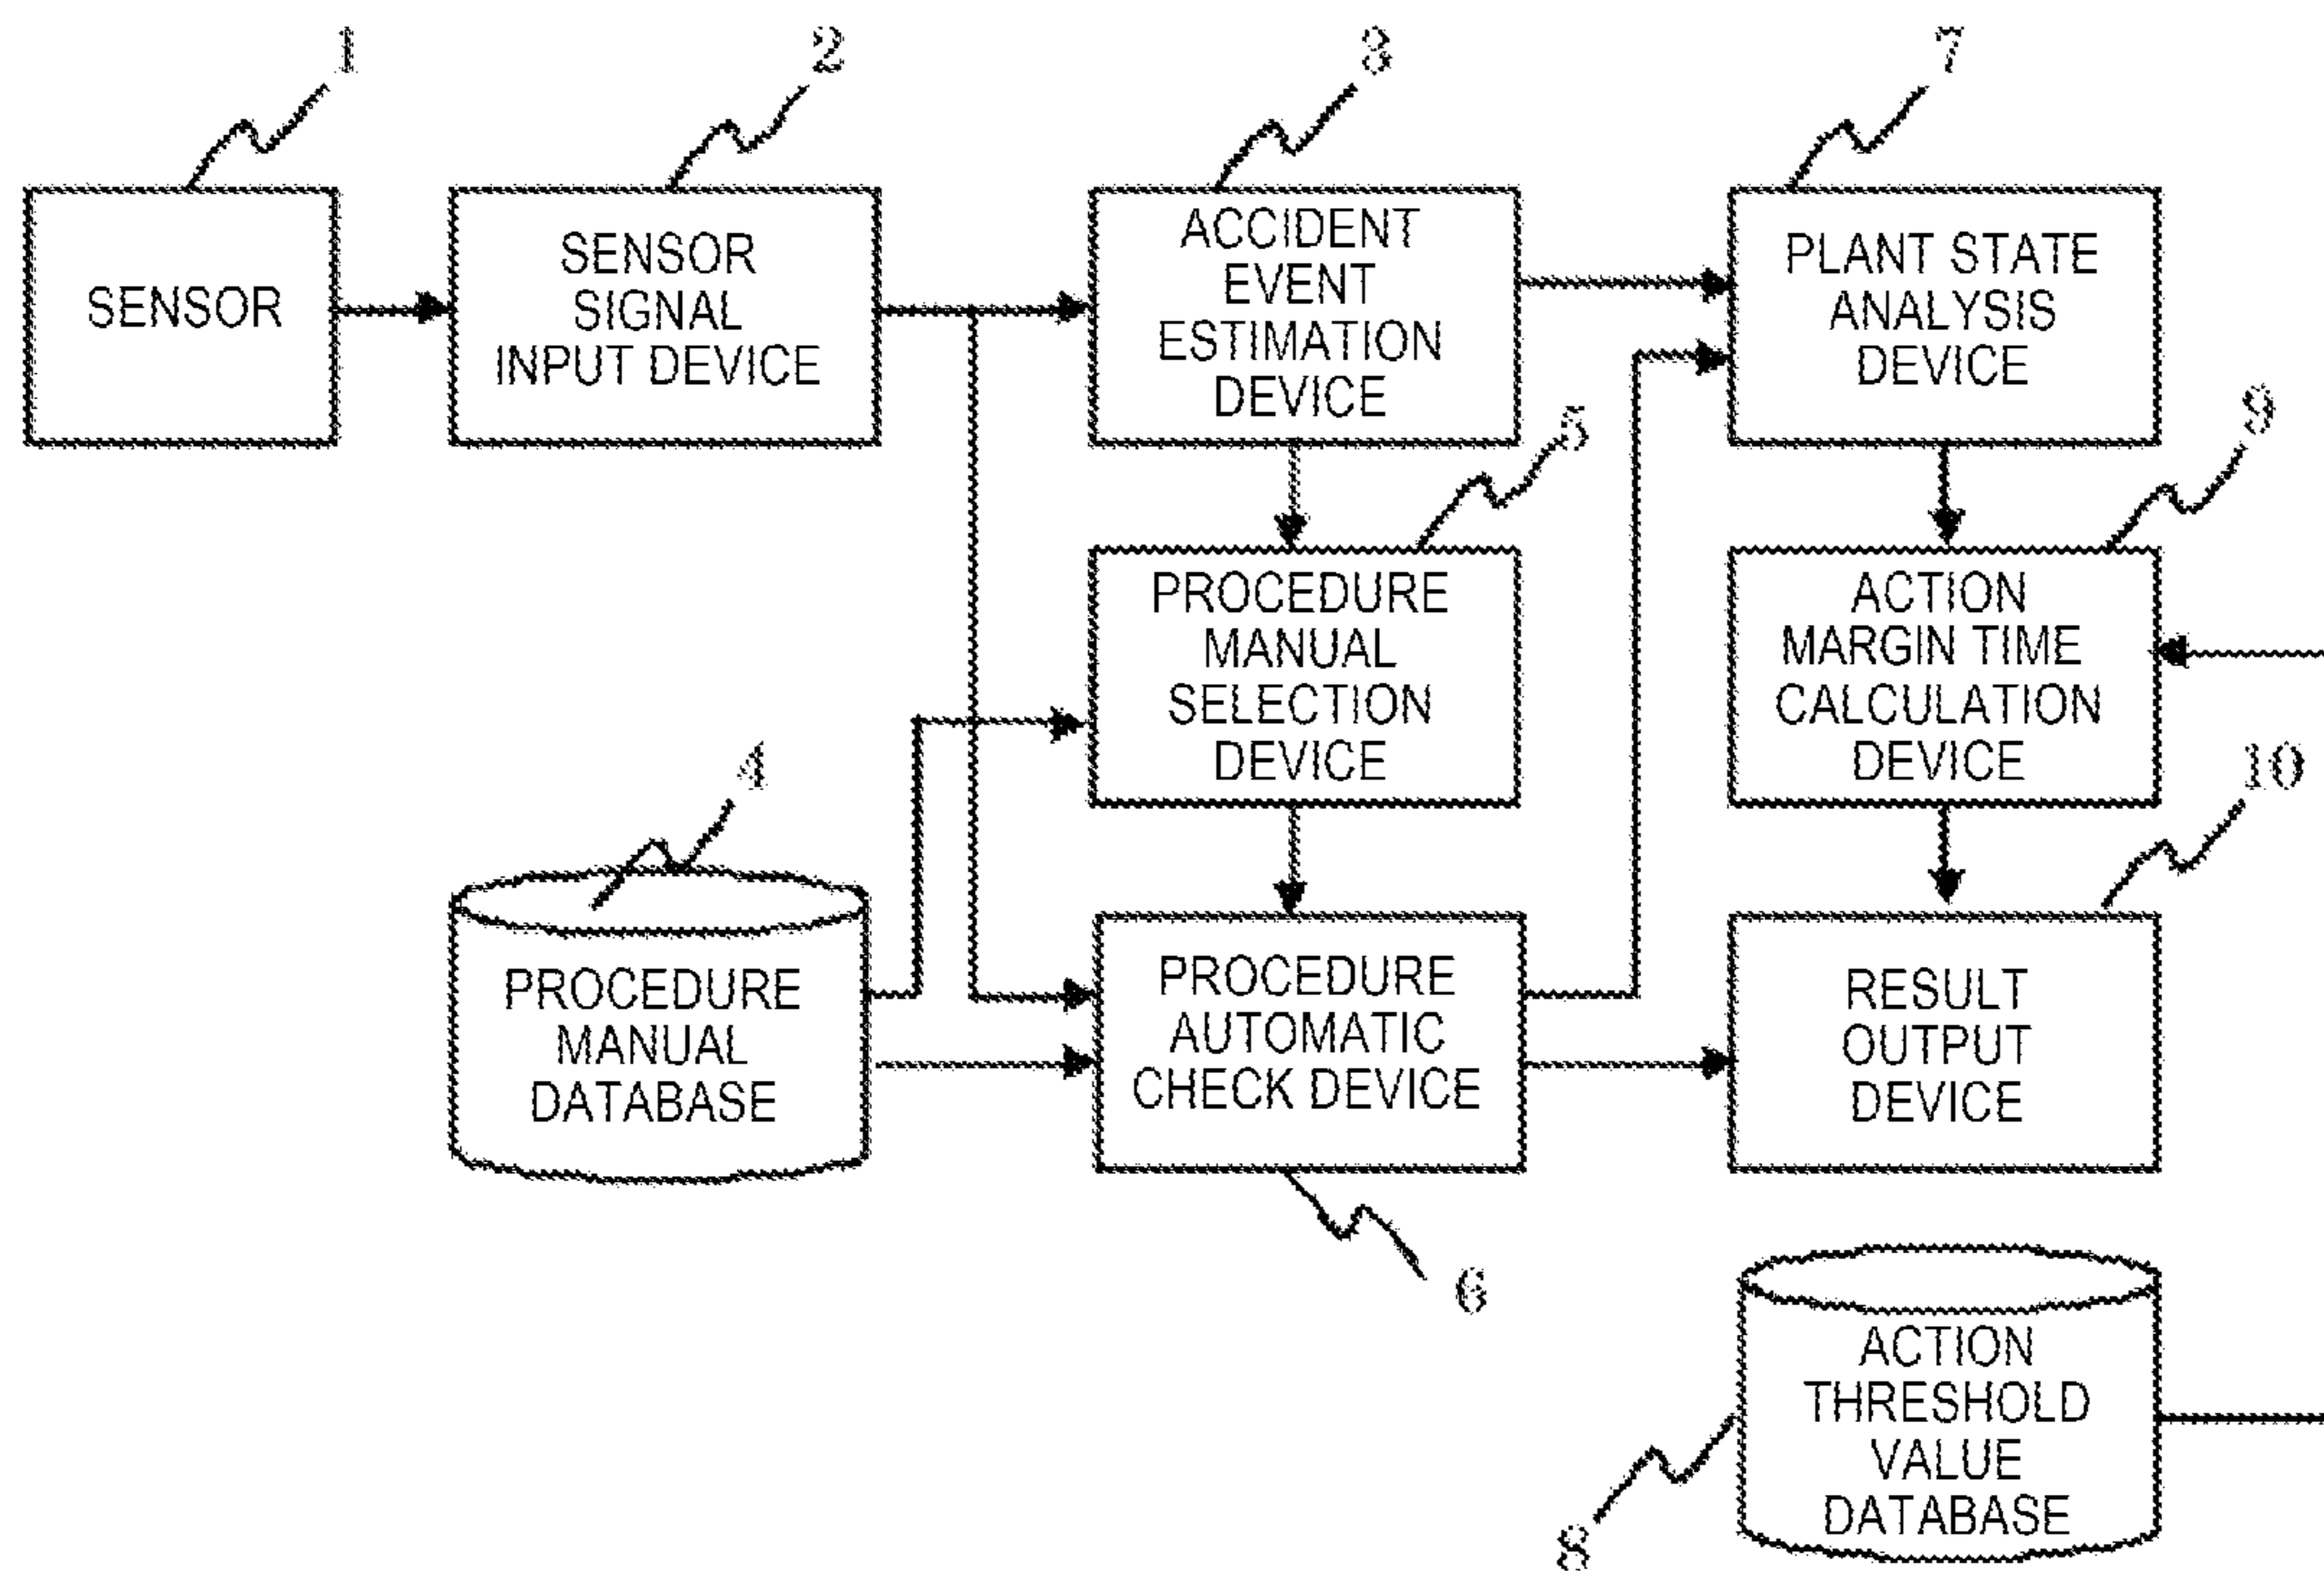 1
2
3
7
SENSOR
SENSOR
SIGNAL
INPUT DEVICE
ACCIDENT
EVENT
ESTIMATION
DEVICE
PLANT STATE
ANALYSIS
DEVICE
5
9
PROCEDURE
MANUAL
SELECTION
DEVICE
ACTION
MARGIN TIME
CALCULATION
DEVICE
4
10
PROCEDURE
MANUAL
DATABASE
PROCEDURE
AUTOMATIC
CHECK DEVICE
RESULT
OUTPUT
DEVICE
6
8
ACTION
THRESHOLD
VALUE
DATABASE